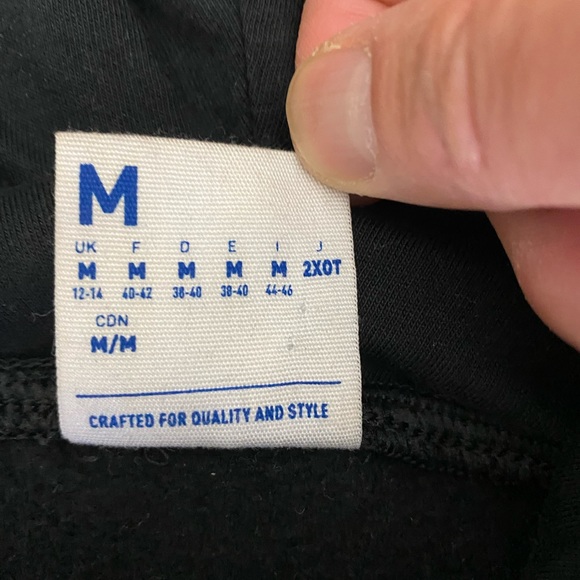 M
UK F D E I J
M M M M M 2XOT
12-14 40-42 38-40 38-40 44-46
CDN
M/M
CRAFTED FOR QUALITY AND STYLE